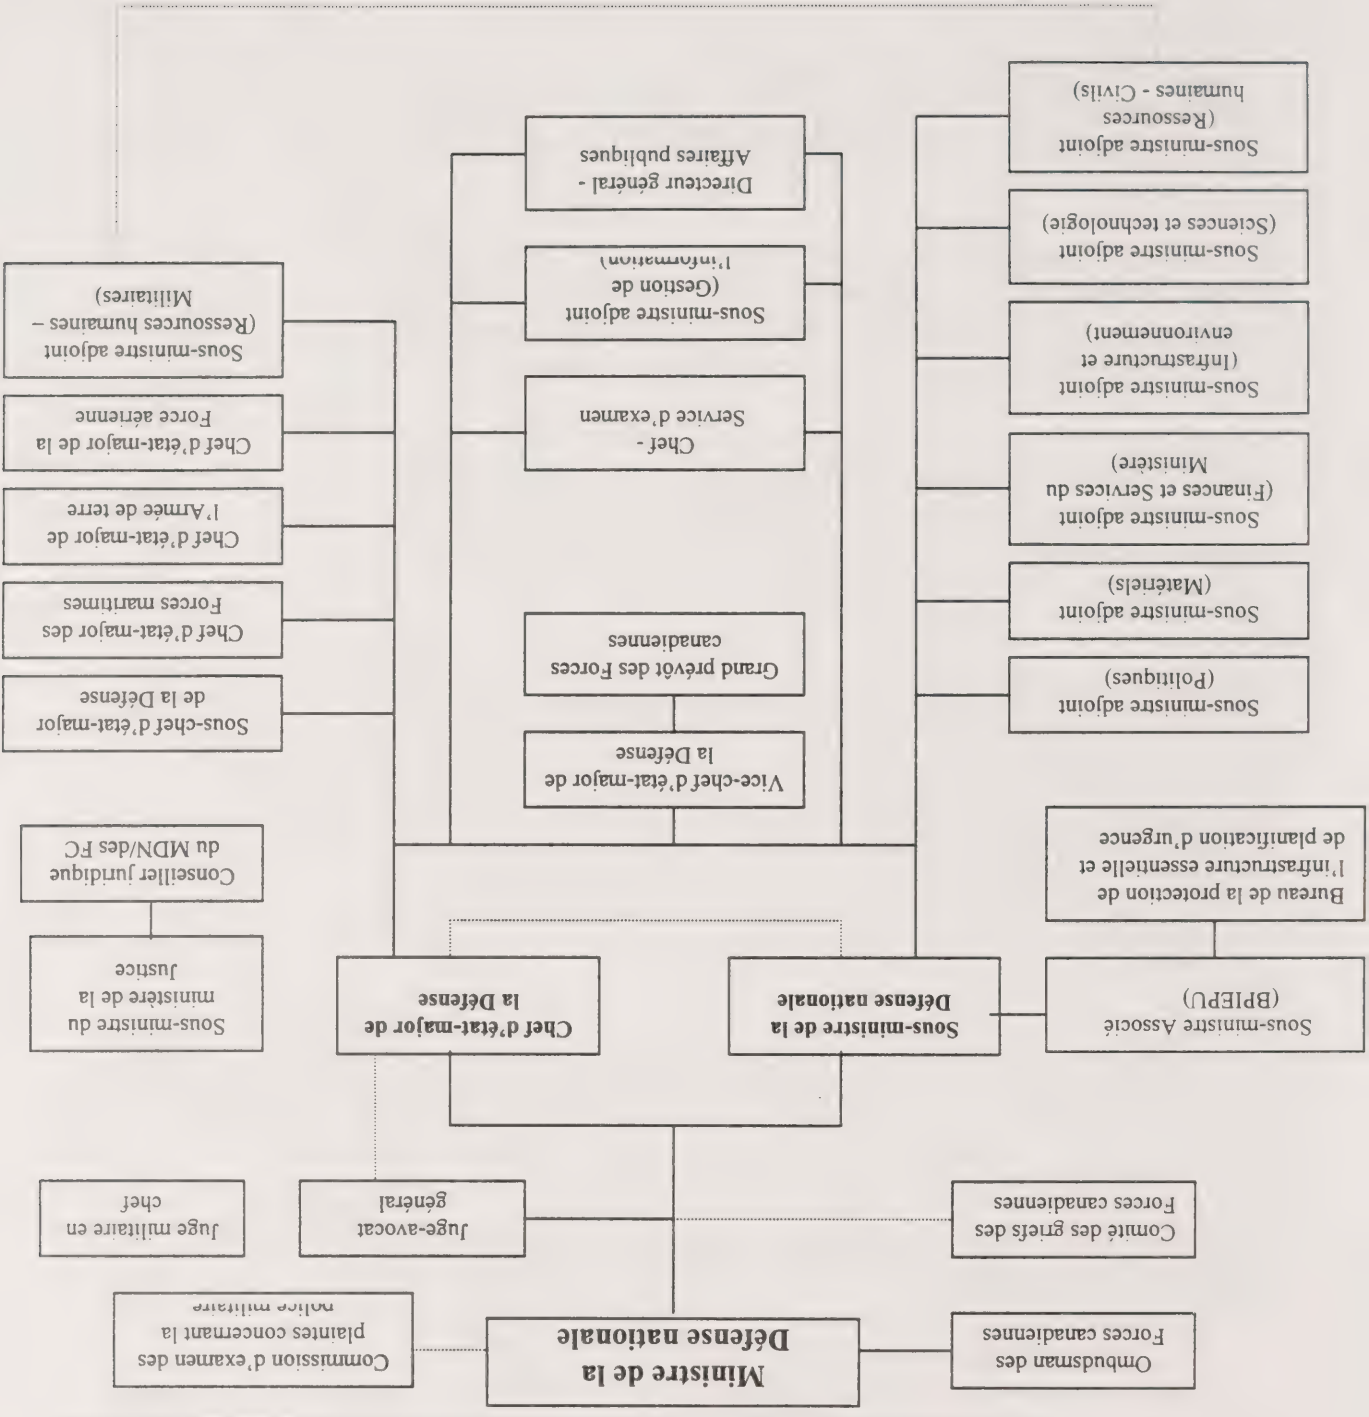 Ombudsman des
Forces canadiennes
Ministre de la
Défense nationale
Commission d'examen des
plaintes concernant la
police militaire
Comité des griefs des
Forces canadiennes
Juge-avocat
général
Juge militaire en
chef
Sous-ministre Associé
(BPIEPU)
Sous-ministre de la
Défense nationale
Chef d'état-major de
la Défense
Sous-ministre du
ministère de la
Justice
Bureau de la protection de
l'infrastructure essentielle et
de planification d'urgence
Conseiller juridique
du MDN/des FC
Vice-chef d'état-major de
la Défense
Grand prévôt des Forces
canadiennes
Sous-ministre adjoint
(Politiques)
Sous-ministre adjoint
(Matériels)
Sous-ministre adjoint
(Finances et Services du
Ministère)
Sous-ministre adjoint
(Infrastructure et
environnement)
Sous-ministre adjoint
(Sciences et technologie)
Sous-ministre adjoint
(Ressources
humaines - Civils)
Chef -
Service d'examen
Sous-ministre adjoint
(Gestion de
l'information)
Directeur général -
Affaires publiques
Sous-chef d'état-major
de la Défense
Chef d'état-major des
Forces maritimes
Chef d'état-major de
l'Armée de terre
Chef d'état-major de la
Force aérienne
Sous-ministre adjoint
(Ressources humaines –
Militaires)